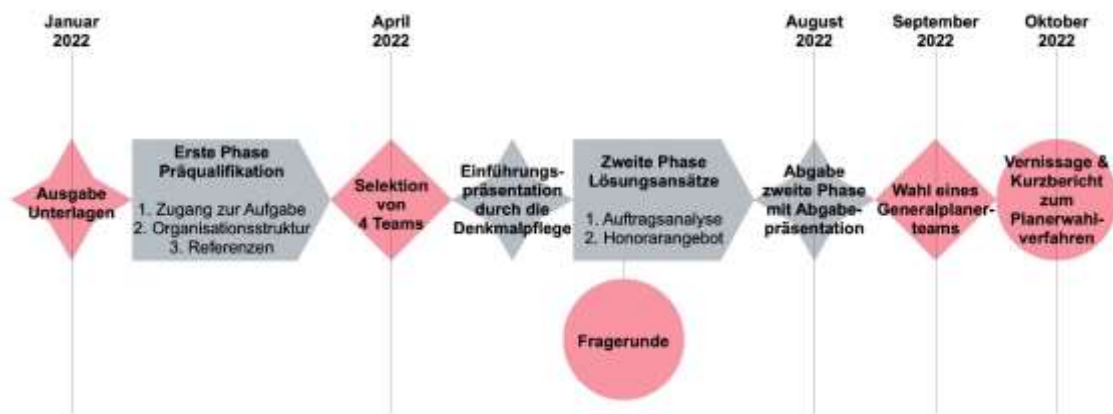 Januar
2022
April
2022
August
2022
September
2022
Oktober
2022
Ausgabe
Unterlagen
Erste Phase
Präqualifikation
1. Zugang zur Aufgabe
2. Organisationsstruktur
3. Referenzen
Selektion
von
4 Teams
Einführungs-
präsentation
durch die
Denkmalpflege
Zweite Phase
Lösungsansätze
1. Auftragsanalyse
2. Honorarangebot
Fragerunde
Abgabe
zweite Phase
mit Abgabe-
präsentation
Wahl eines
Generalplaner-
teams
Vernissage &
Kurzbericht
zum
Planerwahl-
verfahren